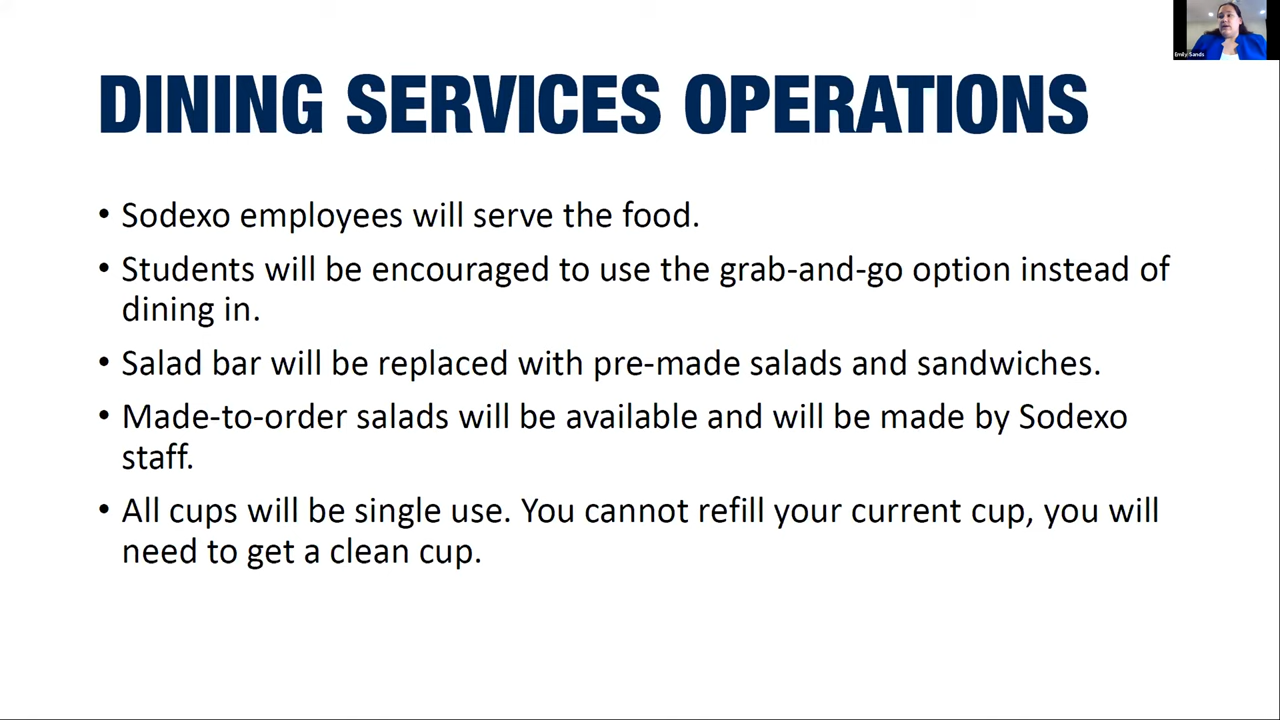 Emily Sands
DINING SERVICES OPERATIONS
• Sodexo employees will serve the food.
• Students will be encouraged to use the grab-and-go option instead of
dining in.
• Salad bar will be replaced with pre-made salads and sandwiches.
• Made-to-order salads will be available and will be made by Sodexo
staff.
• All cups will be single use. You cannot refill your current cup, you will
need to get a clean cup.